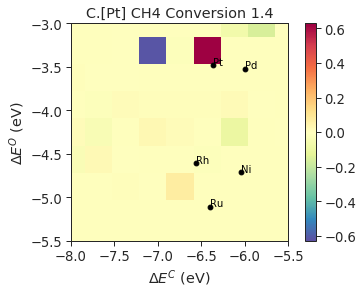 C.[Pt] CH4 Conversion 1.4
−3.0
−3.5
−4.0
−4.5
−5.0
−5.5
ΔE^O (eV)
Pt
Pd
Rh
Ni
Ru
−8.0 −7.5 −7.0 −6.5 −6.0 −5.5
ΔE^C (eV)
0.6
0.4
0.2
0.0
−0.2
−0.4
−0.6